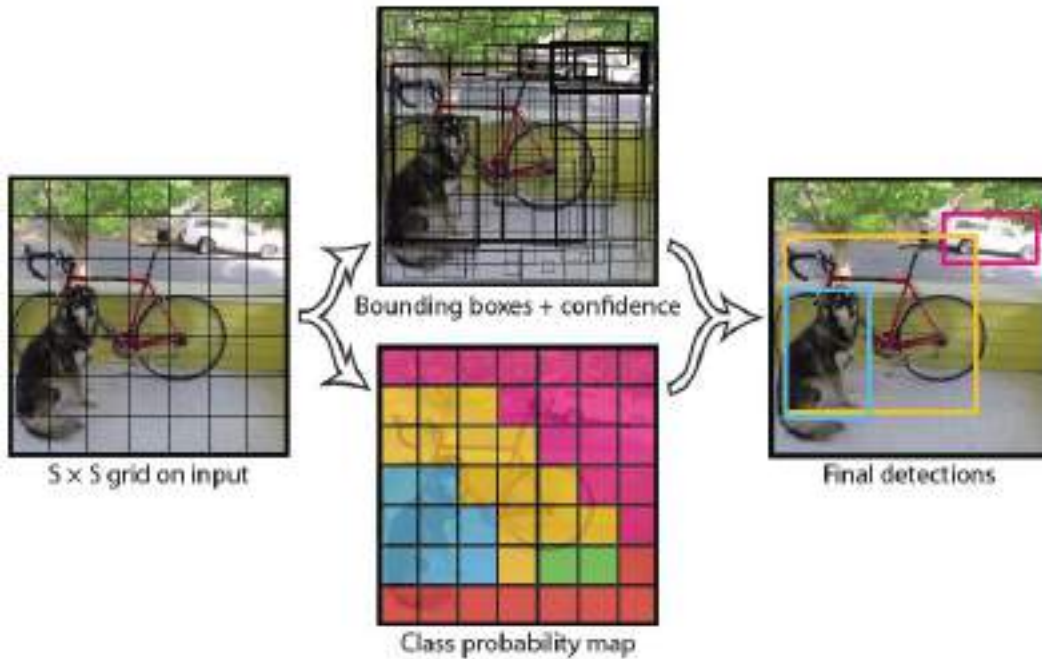 S × S grid on input
Bounding boxes + confidence
Class probability map
Final detections